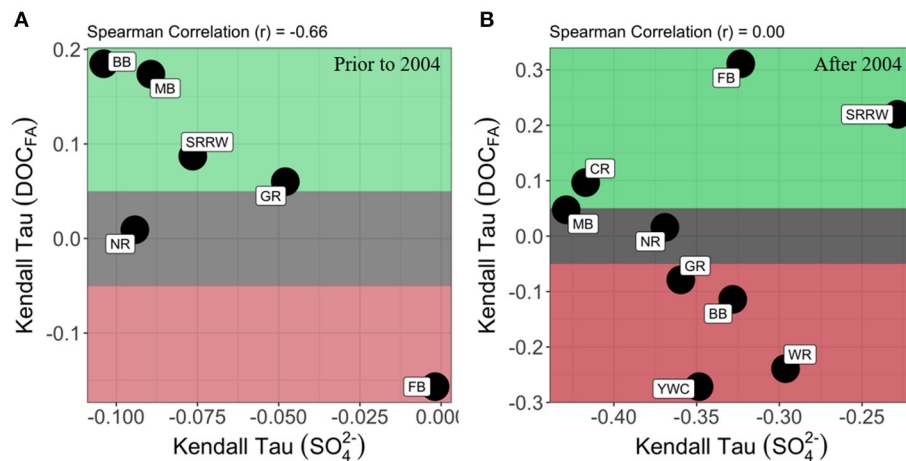 A
Spearman Correlation (r) = -0.66
Prior to 2004
Kendall Tau (DOC_FA)
0.2
0.1
0.0
-0.1
BB
MB
SRRW
GR
NR
FB
-0.100
-0.075
-0.050
-0.025
0.000
Kendall Tau (SO₄²⁻)
B
Spearman Correlation (r) = 0.00
After 2004
Kendall Tau (DOC_FA)
0.3
0.2
0.1
0.0
-0.1
-0.2
-0.3
FB
SRRW
CR
MB
NR
GR
BB
WR
YWC
-0.40
-0.35
-0.30
-0.25
Kendall Tau (SO₄²⁻)